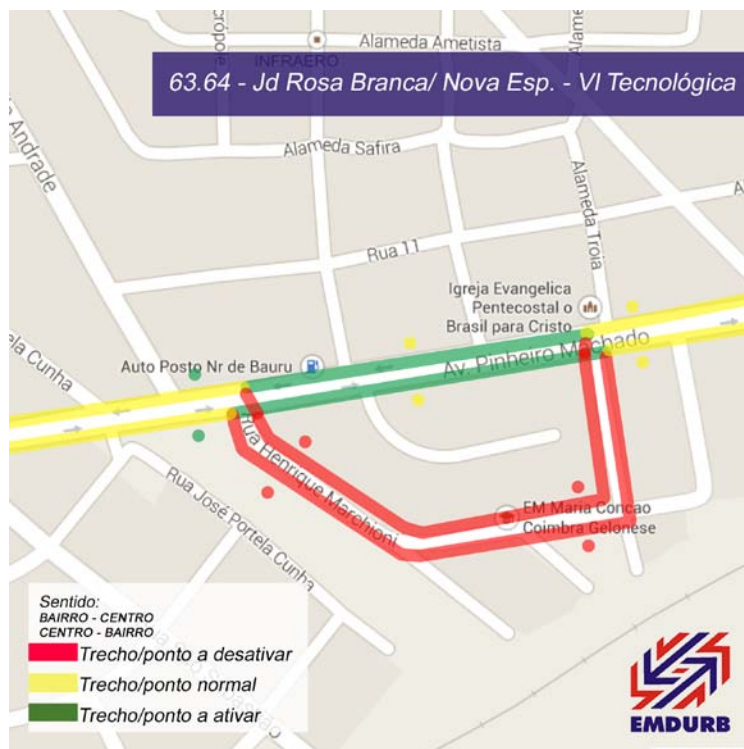 Alameda Ametista
INFRAERO
63.64 - Jd Rosa Branca/ Nova Esp. - VI Tecnológica
Alameda Safira
Andrade
Alameda Troia
Rua 11
Igreja Evangelica
Pentecostal o
Brasil para Cristo
Auto Posto Nr de Bauru
Av. Pinheiro Machado
Cunha
Rua Henrique Marchioni
Rua José Portela Cunha
EM Maria Concao
Coimbra Gelonese
Sentido:
BAIRRO - CENTRO
CENTRO - BAIRRO
Trecho/ponto a desativar
Trecho/ponto normal
Trecho/ponto a ativar
EMDURB